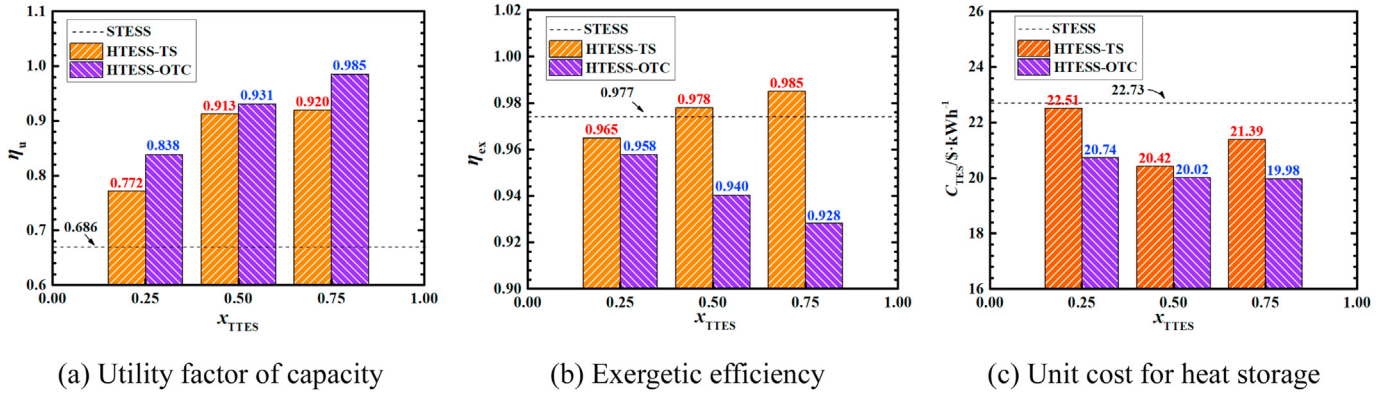 1.1
1.0
0.9
0.8
0.7
0.6
ηu
STESS
HTESS-TS
HTESS-OTC
0.772
0.838
0.913
0.931
0.920
0.985
0.686
0.00 0.25 0.50 0.75 1.00
xTTES
(a) Utility factor of capacity
1.02
1.00
0.98
0.96
0.94
0.92
0.90
ηex
STESS
HTESS-TS
HTESS-OTC
0.977
0.965
0.958
0.978
0.940
0.985
0.928
0.00 0.25 0.50 0.75 1.00
xTTES
(b) Exergetic efficiency
26
24
22
20
18
16
CTES/$·kWh-1
STESS
HTESS-TS
HTESS-OTC
22.73
22.51
20.74
20.42
20.02
21.39
19.98
0.00 0.25 0.50 0.75 1.00
xTTES
(c) Unit cost for heat storage